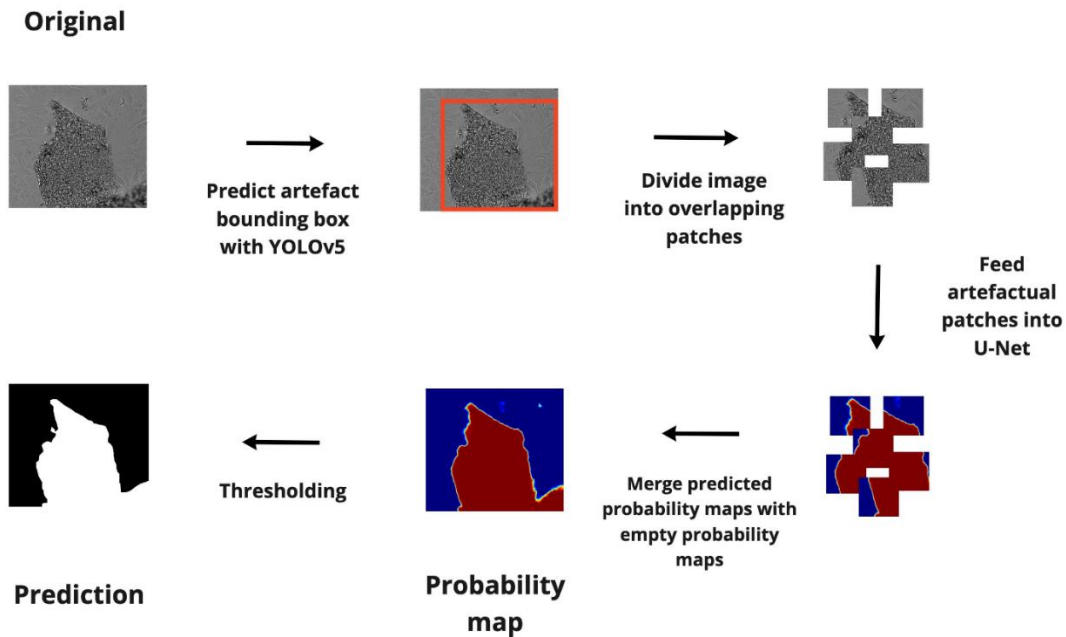 Original
Predict artefact
bounding box
with YOLOv5
Divide image
into overlapping
patches
Feed
artefactual
patches into
U-Net
Merge predicted
probability maps with
empty probability
maps
Thresholding
Prediction
Probability
map